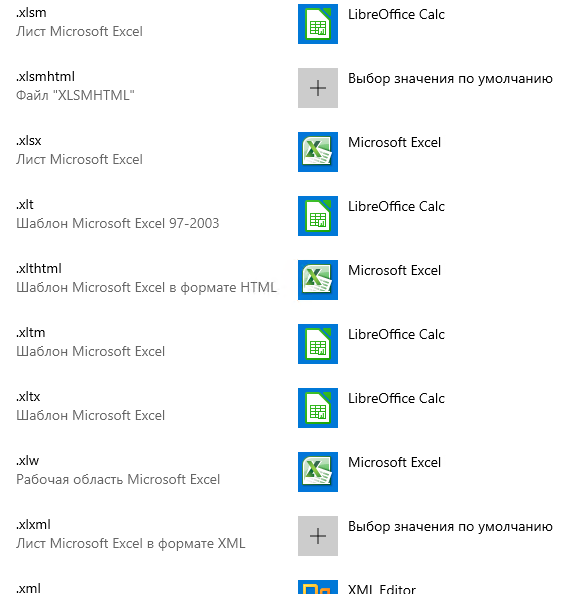 .xlsm
LibreOffice Calc
Лист Microsoft Excel
.xlsmhtml
Выбор значения по умолчанию
Файл "XLSMHTML"
.xlsx
Microsoft Excel
Лист Microsoft Excel
.xlt
LibreOffice Calc
Шаблон Microsoft Excel 97-2003
.xlthtml
Microsoft Excel
Шаблон Microsoft Excel в формате HTML
.xltm
LibreOffice Calc
Шаблон Microsoft Excel
.xltx
LibreOffice Calc
Шаблон Microsoft Excel
.xlw
Microsoft Excel
Рабочая область Microsoft Excel
.xlxml
Выбор значения по умолчанию
Лист Microsoft Excel в формате XML
.xml
XML Editor